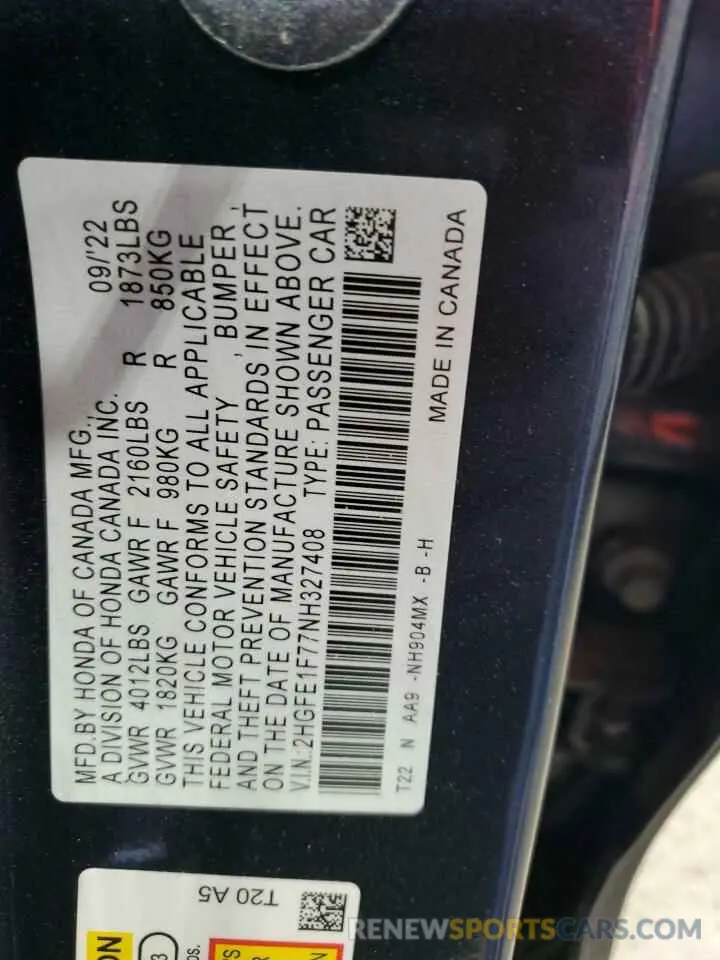 MFD.BY HONDA OF CANADA MFG.,
A DIVISION OF HONDA CANADA INC. 09/'22
GVWR 4012LBS GAWR F 2160LBS R 1873LBS
GVWR 1820KG GAWR F 980KG R 850KG
THIS VEHICLE CONFORMS TO ALL APPLICABLE
FEDERAL MOTOR VEHICLE SAFETY , BUMPER ,
AND THEFT PREVENTION STANDARDS IN EFFECT
ON THE DATE OF MANUFACTURE SHOWN ABOVE.
V.I.N.:2HGFE1F77NH327408 TYPE: PASSENGER CAR
T22 N AA9 -NH904MX -B -H MADE IN CANADA
T20 A5
RENEWSPORTSCARS.COM